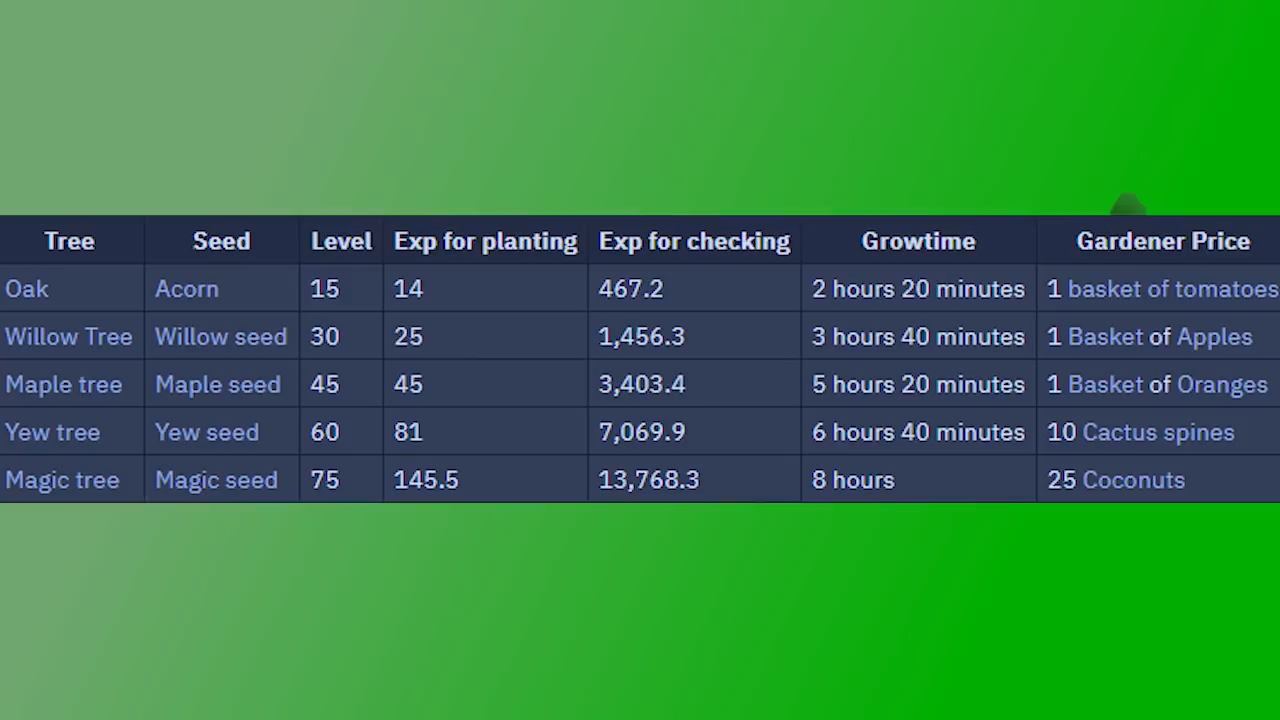 Tree Seed Level Exp for planting Exp for checking Growtime Gardener Price
Oak Acorn 15 14 467.2 2 hours 20 minutes 1 basket of tomatoes
Willow Tree Willow seed 30 25 1,456.3 3 hours 40 minutes 1 Basket of Apples
Maple tree Maple seed 45 45 3,403.4 5 hours 20 minutes 1 Basket of Oranges
Yew tree Yew seed 60 81 7,069.9 6 hours 40 minutes 10 Cactus spines
Magic tree Magic seed 75 145.5 13,768.3 8 hours 25 Coconuts